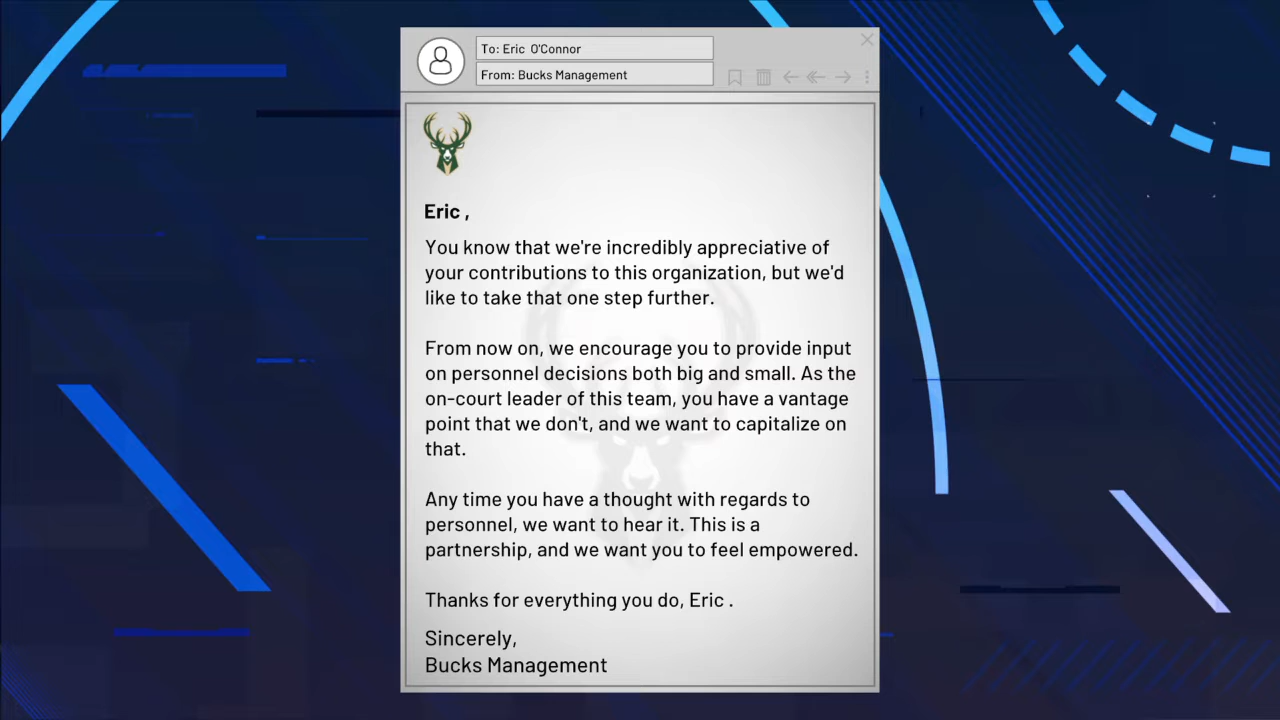 To: Eric  O'Connor
From: Bucks Management
Eric ,
You know that we're incredibly appreciative of
your contributions to this organization, but we'd
like to take that one step further.
From now on, we encourage you to provide input
on personnel decisions both big and small. As the
on-court leader of this team, you have a vantage
point that we don't, and we want to capitalize on
that.
Any time you have a thought with regards to
personnel, we want to hear it. This is a
partnership, and we want you to feel empowered.
Thanks for everything you do, Eric .
Sincerely,
Bucks Management